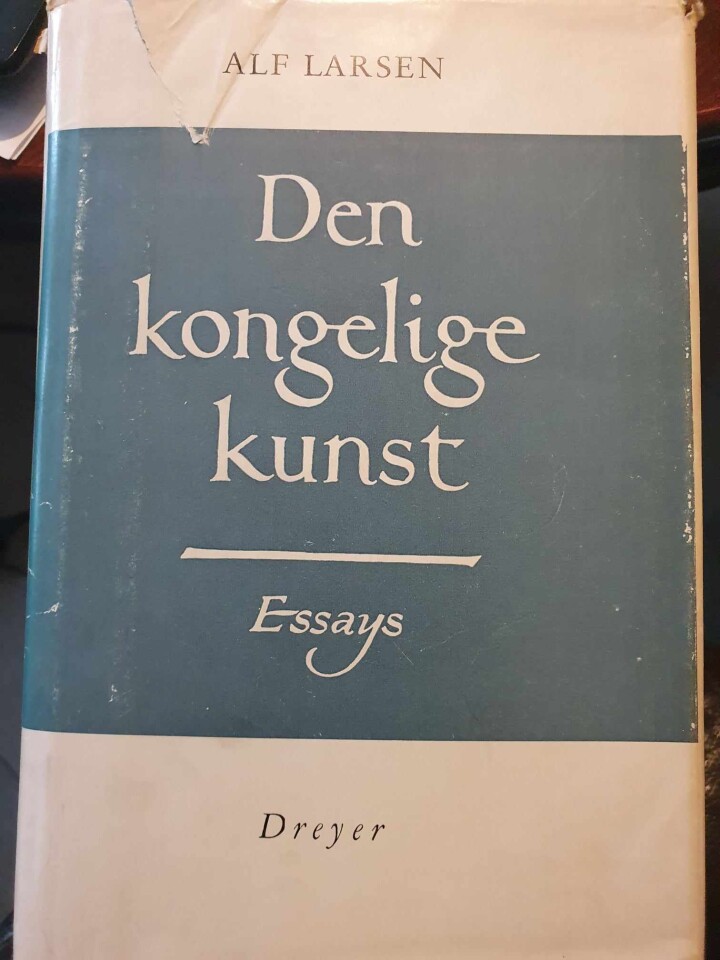 ALF LARSEN
Den
kongelige
kunst
Essays
Dreyer